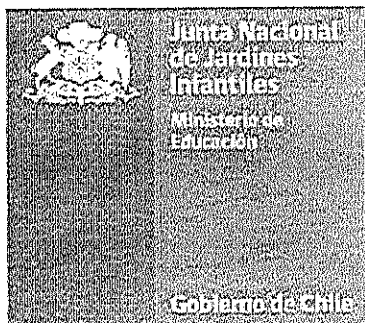 Junta Nacional
de Jardines
Infantiles
Ministerio de
Educación
Gobierno de Chile